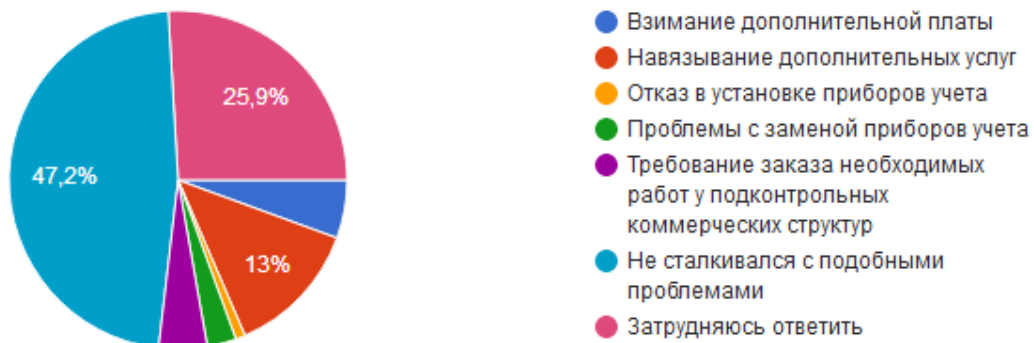 25,9%
47,2%
13%
Взимание дополнительной платы
Навязывание дополнительных услуг
Отказ в установке приборов учета
Проблемы с заменой приборов учета
Требование заказа необходимых
работ у подконтрольных
коммерческих структур
Не сталкивался с подобными
проблемами
Затрудняюсь ответить